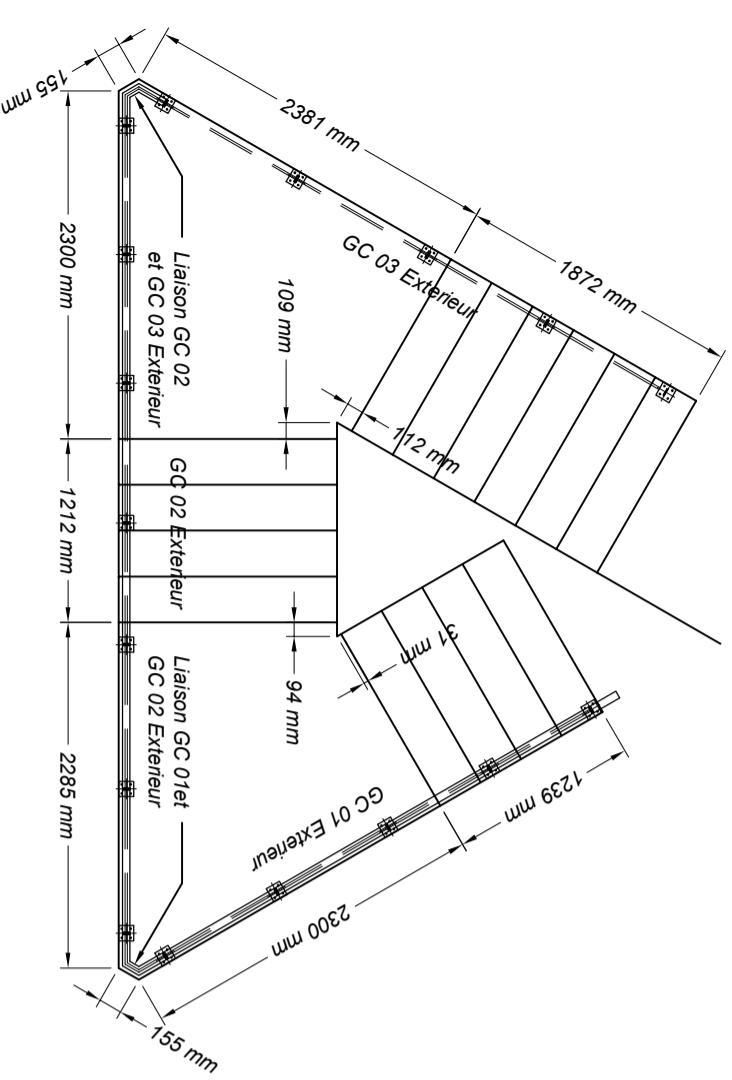 155 mm
2381 mm
1872 mm
GC 03 Exterieur
2300 mm
Liaison GC 02
et GC 03 Exterieur
109 mm
112 mm
GC 02 Exterieur
1212 mm
31 mm
94 mm
Liaison GC 01et
GC 02 Exterieur
2285 mm
GC 01 Exterieur
1239 mm
2300 mm
155 mm